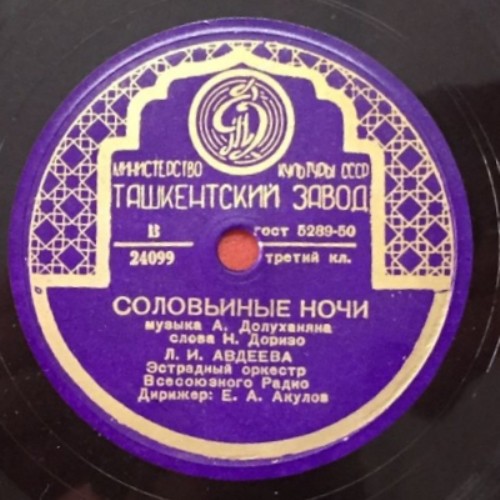 МИНИСТЕРСТВО КУЛЬТУРЫ СССР
ТАШКЕНТСКИЙ ЗАВОД
В ГОСТ 5289-50
24099 третий кл.
СОЛОВЬИНЫЕ НОЧИ
музыка А. Долуханяна
слова Н. Доризо
Л. И. АВДЕЕВА
Эстрадный оркестр
Всесоюзного Радио
Дирижер: Е. А. Акулов